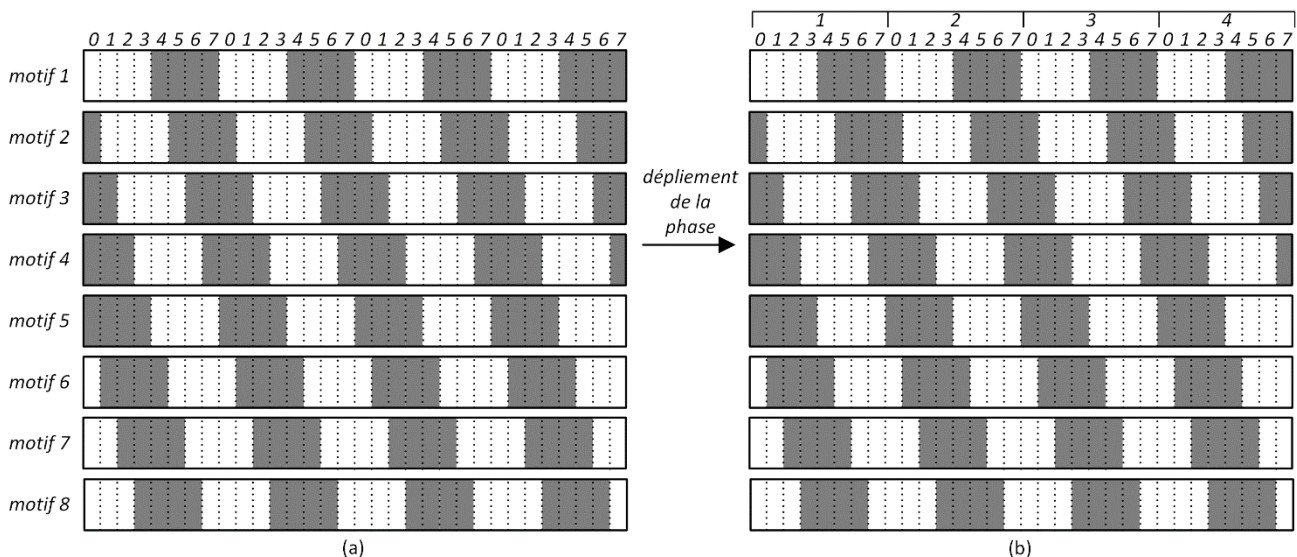 1 2 3 4
0 1 2 3 4 5 6 7 0 1 2 3 4 5 6 7 0 1 2 3 4 5 6 7 0 1 2 3 4 5 6 7
0 1 2 3 4 5 6 7 0 1 2 3 4 5 6 7 0 1 2 3 4 5 6 7 0 1 2 3 4 5 6 7
motif 1
motif 2
motif 3
motif 4
motif 5
motif 6
motif 7
motif 8
dépliement
de la
phase
(a)
(b)